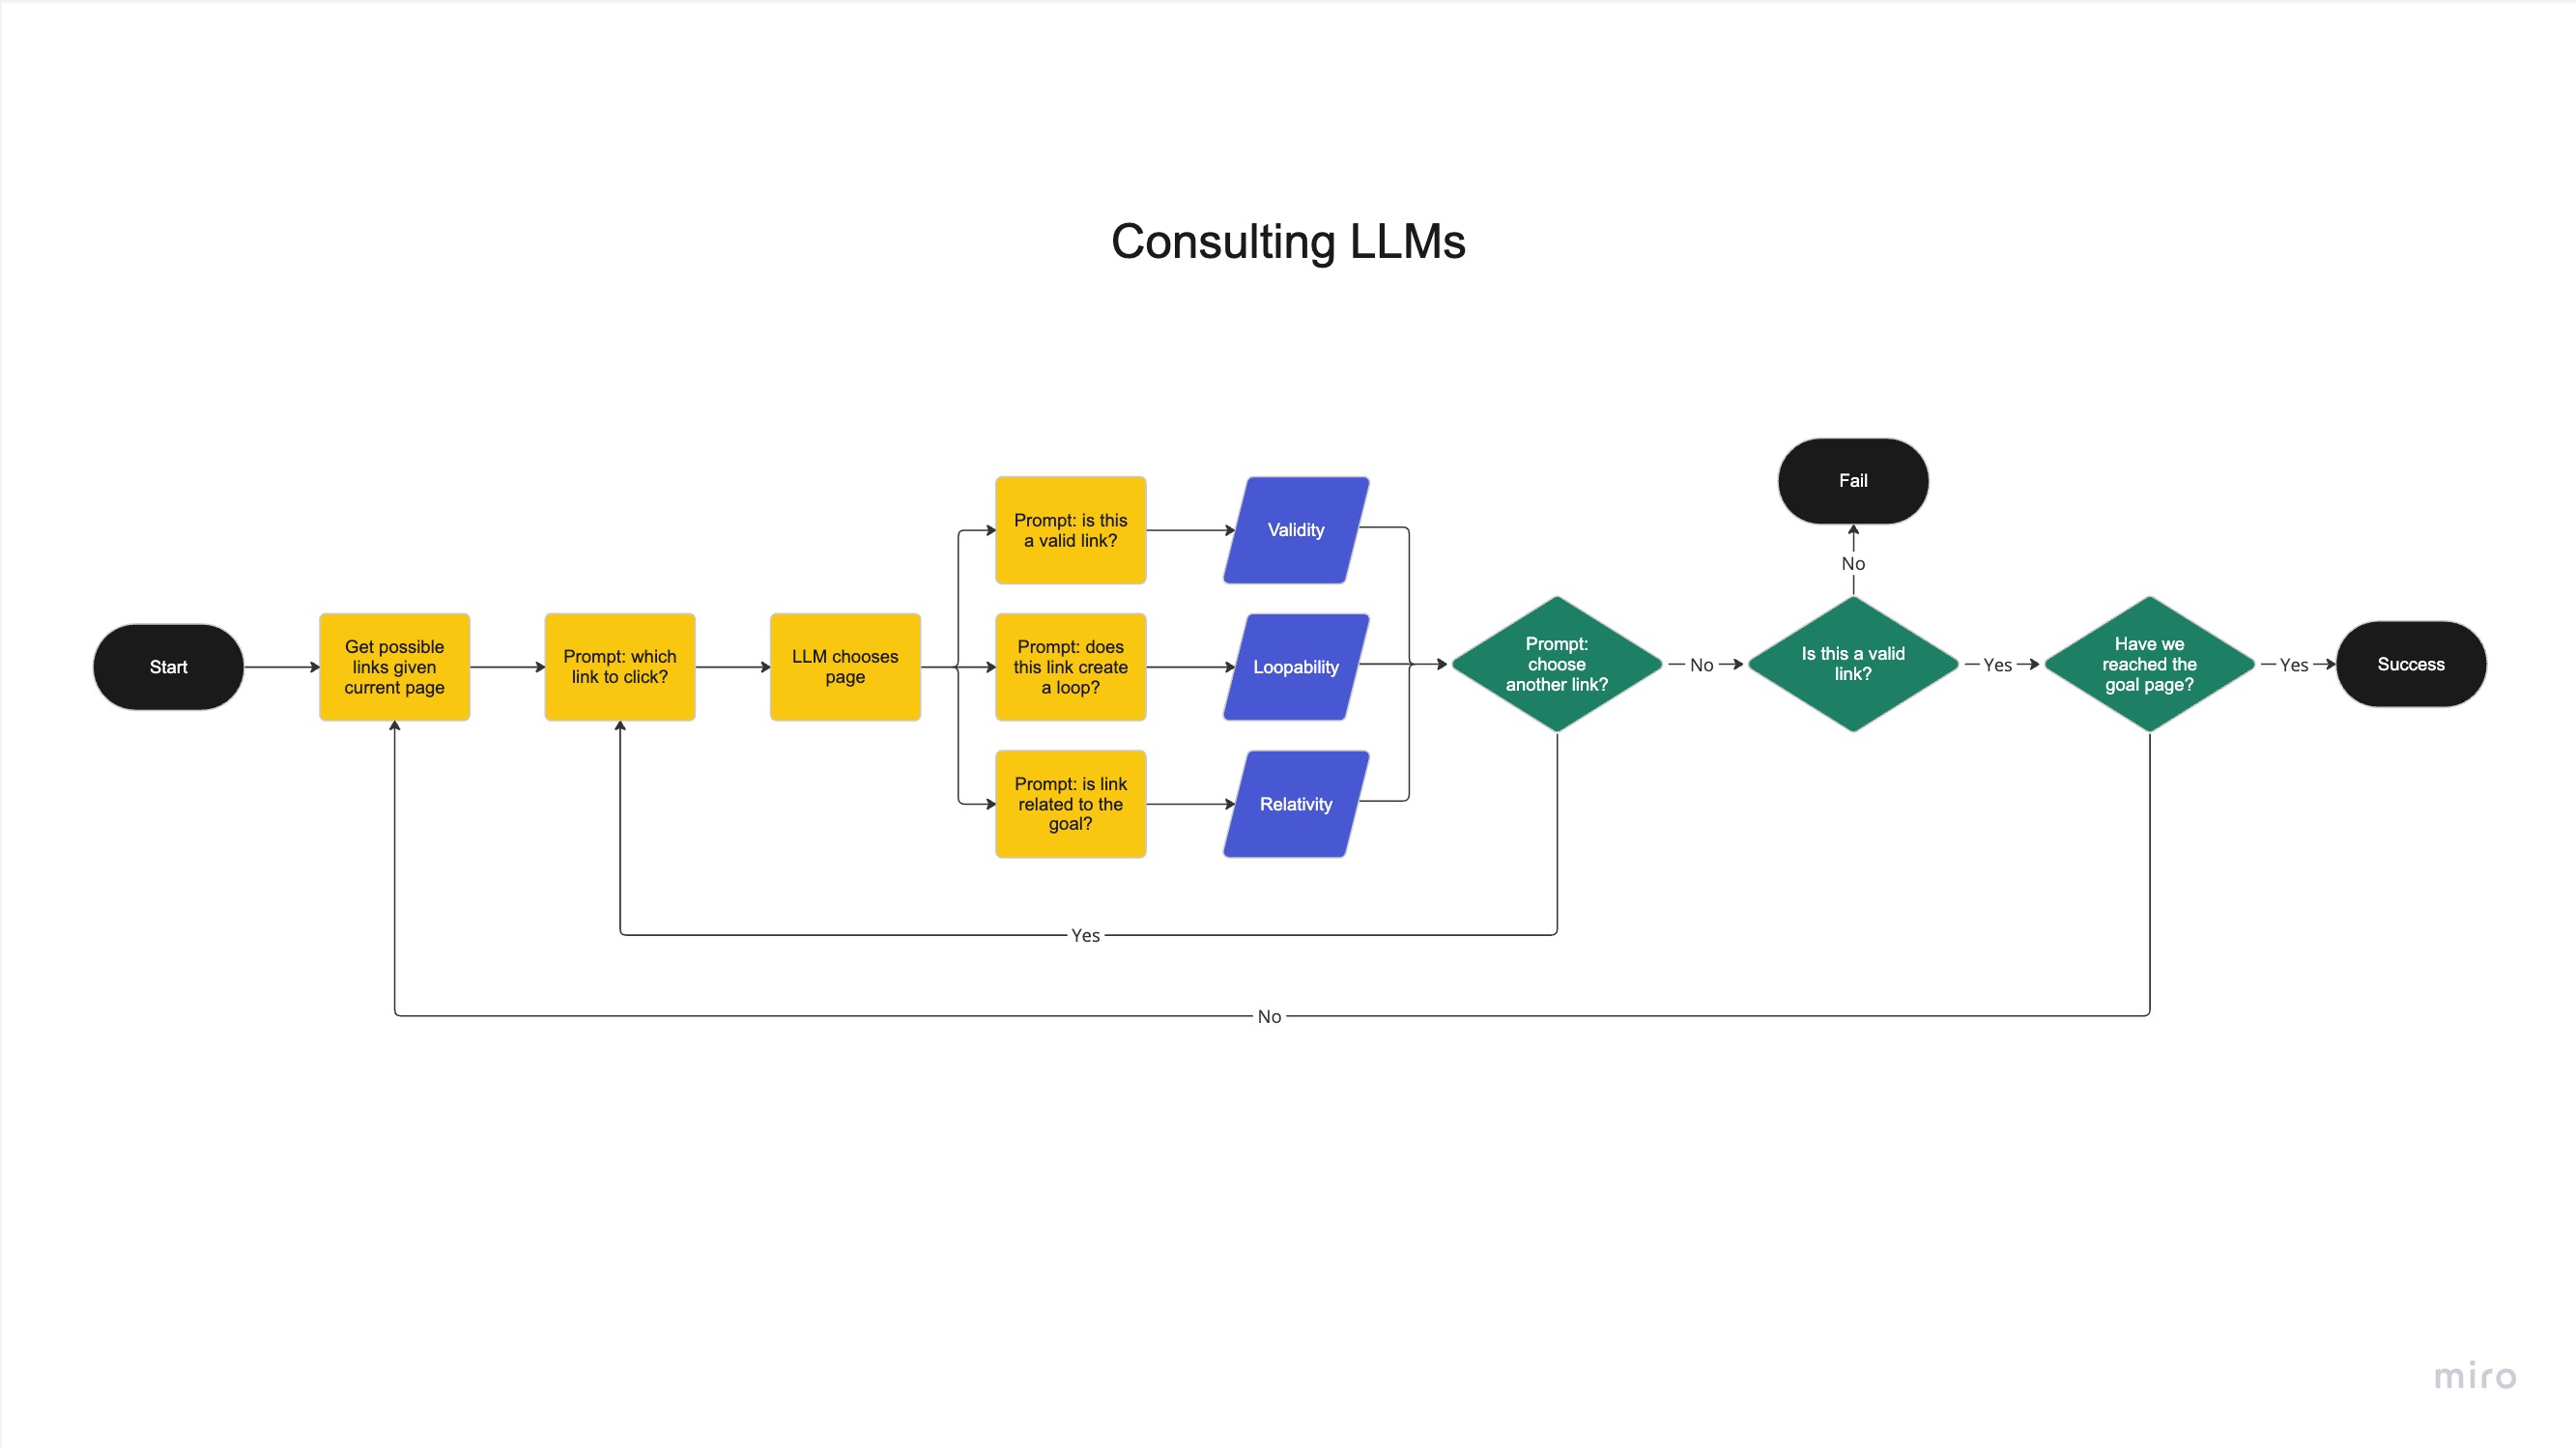 Consulting LLMs
Start
Get possible
links given
current page
Prompt: which
link to click?
LLM chooses
page
Prompt: is this
a valid link?
Validity
Prompt: does
this link create
a loop?
Loopability
Prompt: is link
related to the
goal?
Relativity
Prompt:
choose
another link?
No
Is this a valid
link?
No
Fail
Yes
Have we
reached the
goal page?
Yes
Success
Yes
No
miro